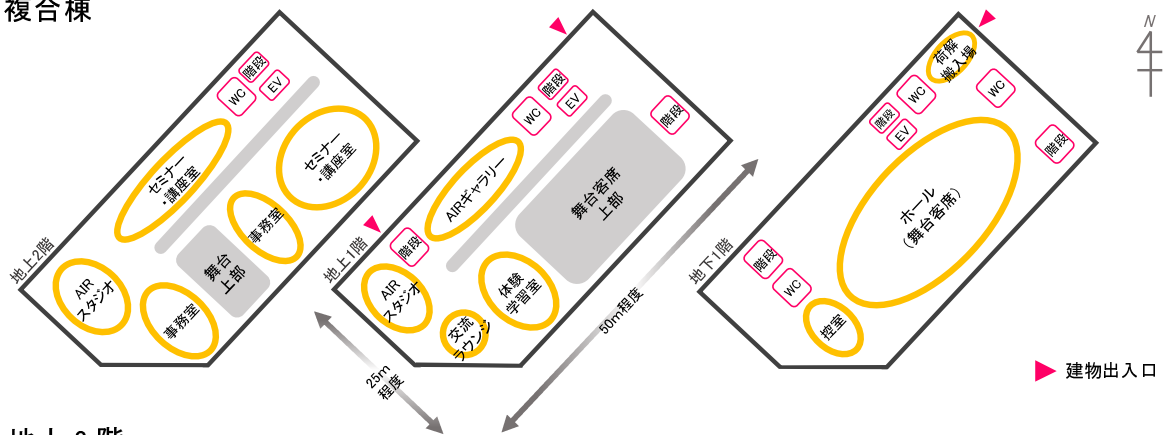 複合棟
N
階段
WC
EV
セミナー
・講座室
セミナー
・講座室
事務室
舞台
上部
AIR
スタジオ
事務室
地上2階
階段
WC
EV
階段
AIRギャラリー
舞台客席
上部
階段
AIR
スタジオ
体験
学習室
交流
ラウンジ
地上1階
25m
程度
50m程度
荷解
搬入場
WC
WC
階段
EV
階段
ホール
(舞台客席)
階段
WC
控室
地下1階
建物出入口